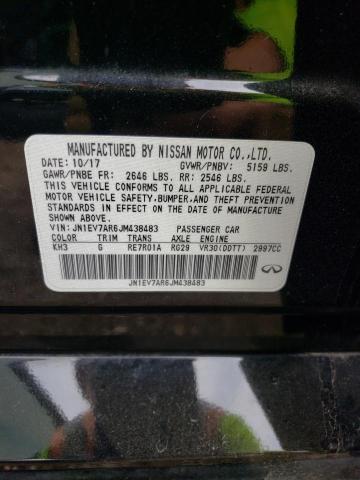 MANUFACTURED BY NISSAN MOTOR CO.,LTD.
DATE: 10/17 GVWR/PNBV: 5159 LBS.
GAWR/PNBE FR: 2646 LBS. RR: 2546 LBS.
THIS VEHICLE CONFORMS TO ALL APPLICABLE FEDERAL
MOTOR VEHICLE SAFETY,BUMPER,AND THEFT PREVENTION
STANDARDS IN EFFECT ON THE DATE OF MANUFACTURE
SHOWN ABOVE.
VIN: JN1EV7AR6JM438483 PASSENGER CAR
COLOR TRIM TRANS AXLE ENGINE
KH3 G RE7R01A RG29 VR30(DDTT) 2997CC
JN1EV7AR6JM438483